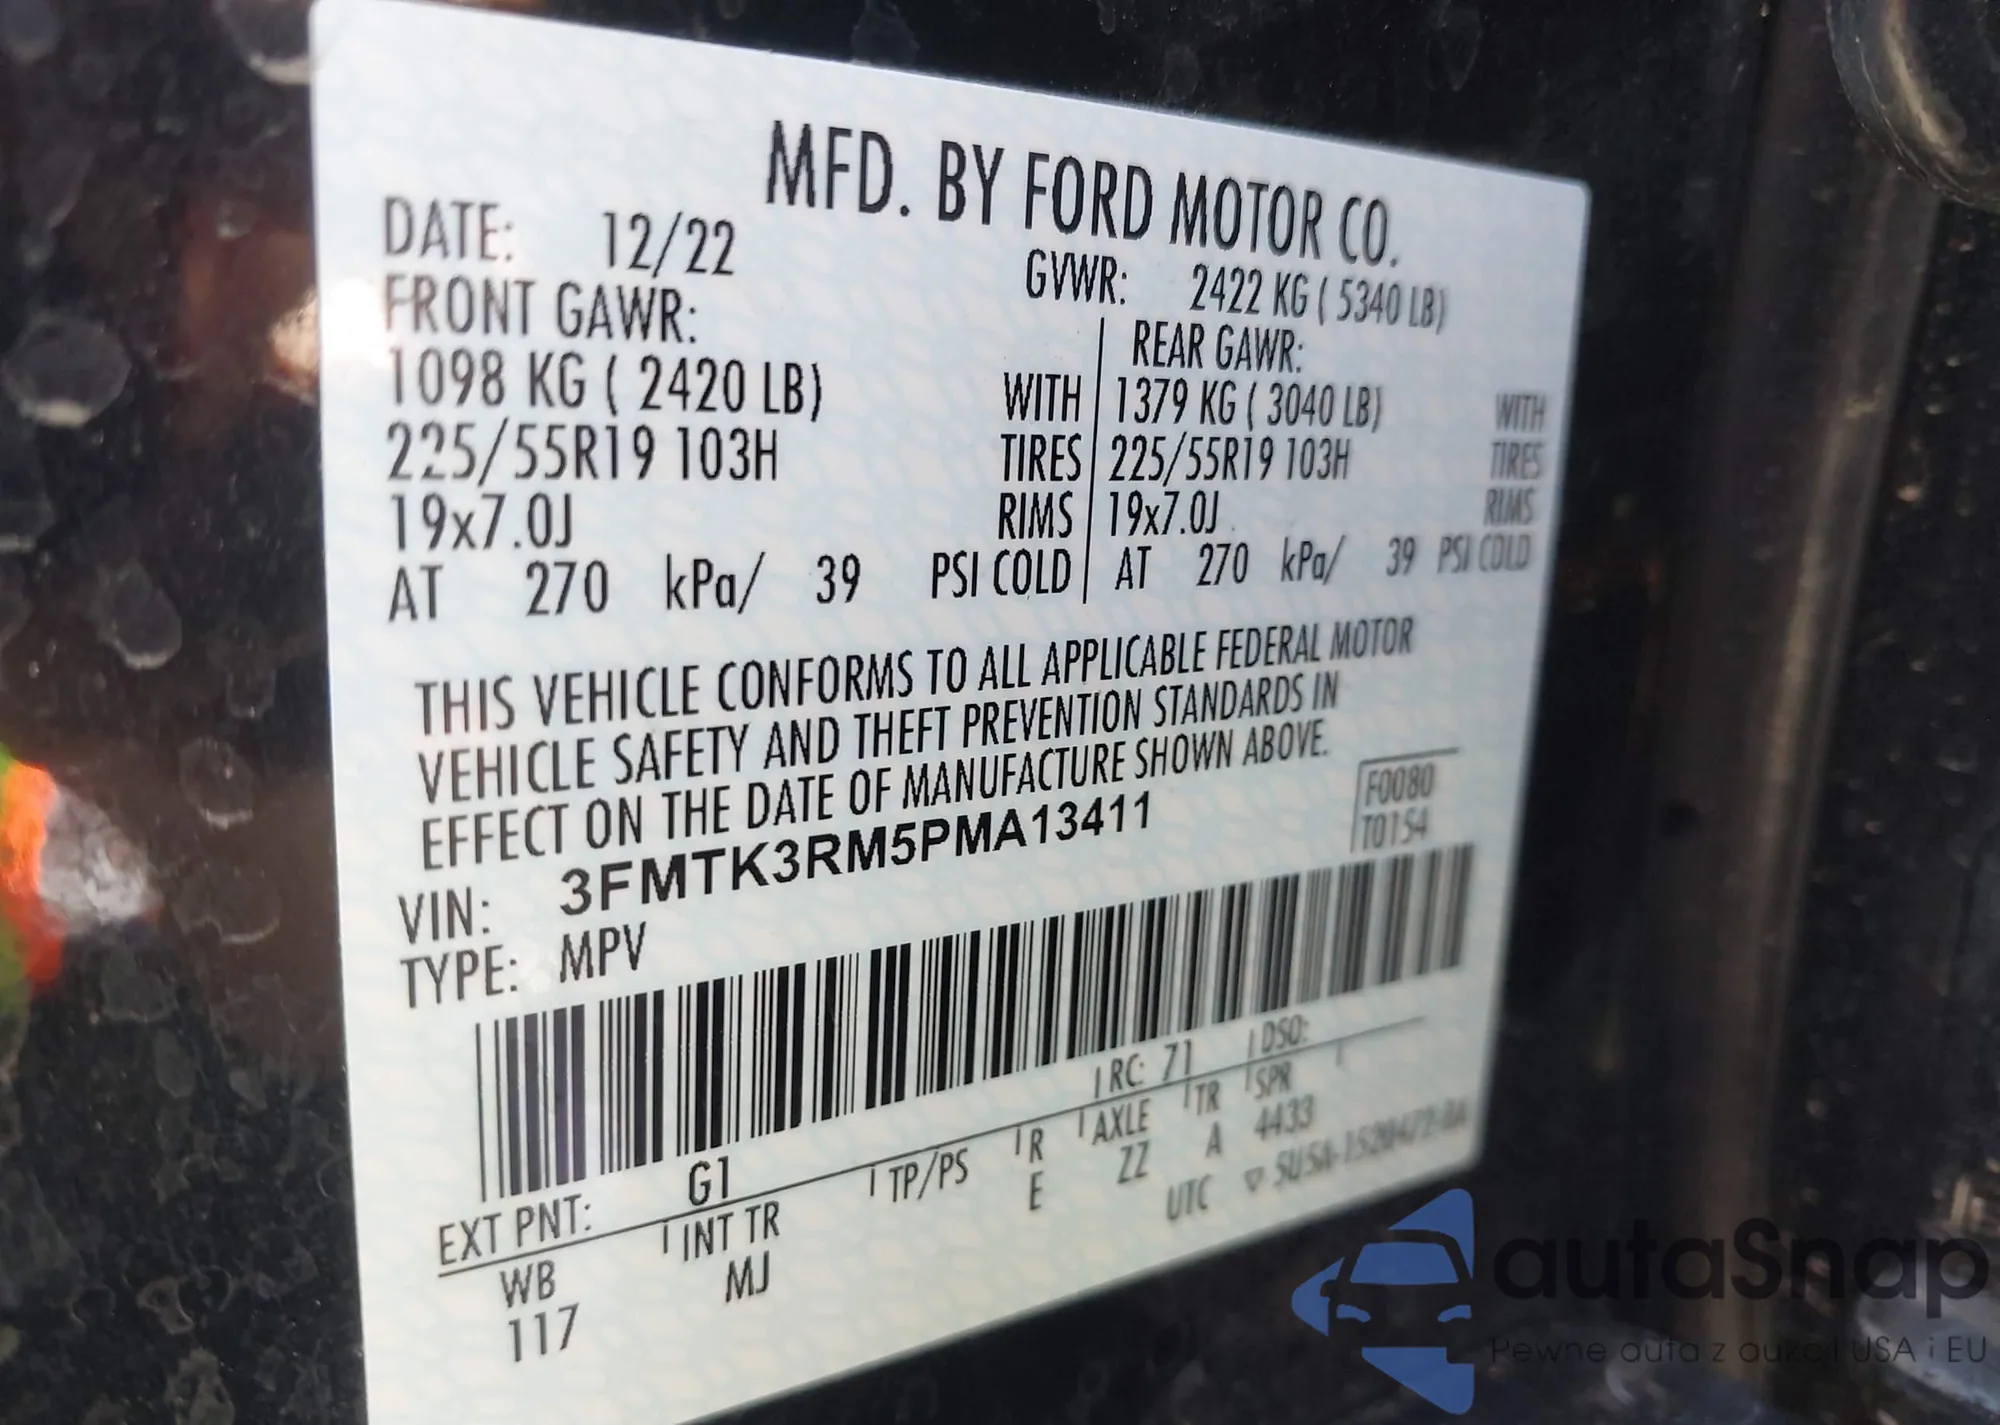 MFD. BY FORD MOTOR CO.
DATE: 12/22
GVWR: 2422 KG ( 5340 LB)
FRONT GAWR:
REAR GAWR:
1098 KG ( 2420 LB) WITH 1379 KG ( 3040 LB) WITH
225/55R19 103H TIRES 225/55R19 103H TIRES
19x7.0J RIMS 19x7.0J RIMS
AT 270 kPa/ 39 PSI COLD AT 270 kPa/ 39 PSI COLD
THIS VEHICLE CONFORMS TO ALL APPLICABLE FEDERAL MOTOR
VEHICLE SAFETY AND THEFT PREVENTION STANDARDS IN
EFFECT ON THE DATE OF MANUFACTURE SHOWN ABOVE.
F0080
T0154
VIN: 3FMTK3RM5PMA13411
TYPE: MPV
EXT PNT: G1 RC: 71 DSO:
WB INT TR TP/PS R AXLE TR SPR
117 MJ E ZZ A 4433
UTC
autaSnap
Pewne auta z aukcji USA i EU